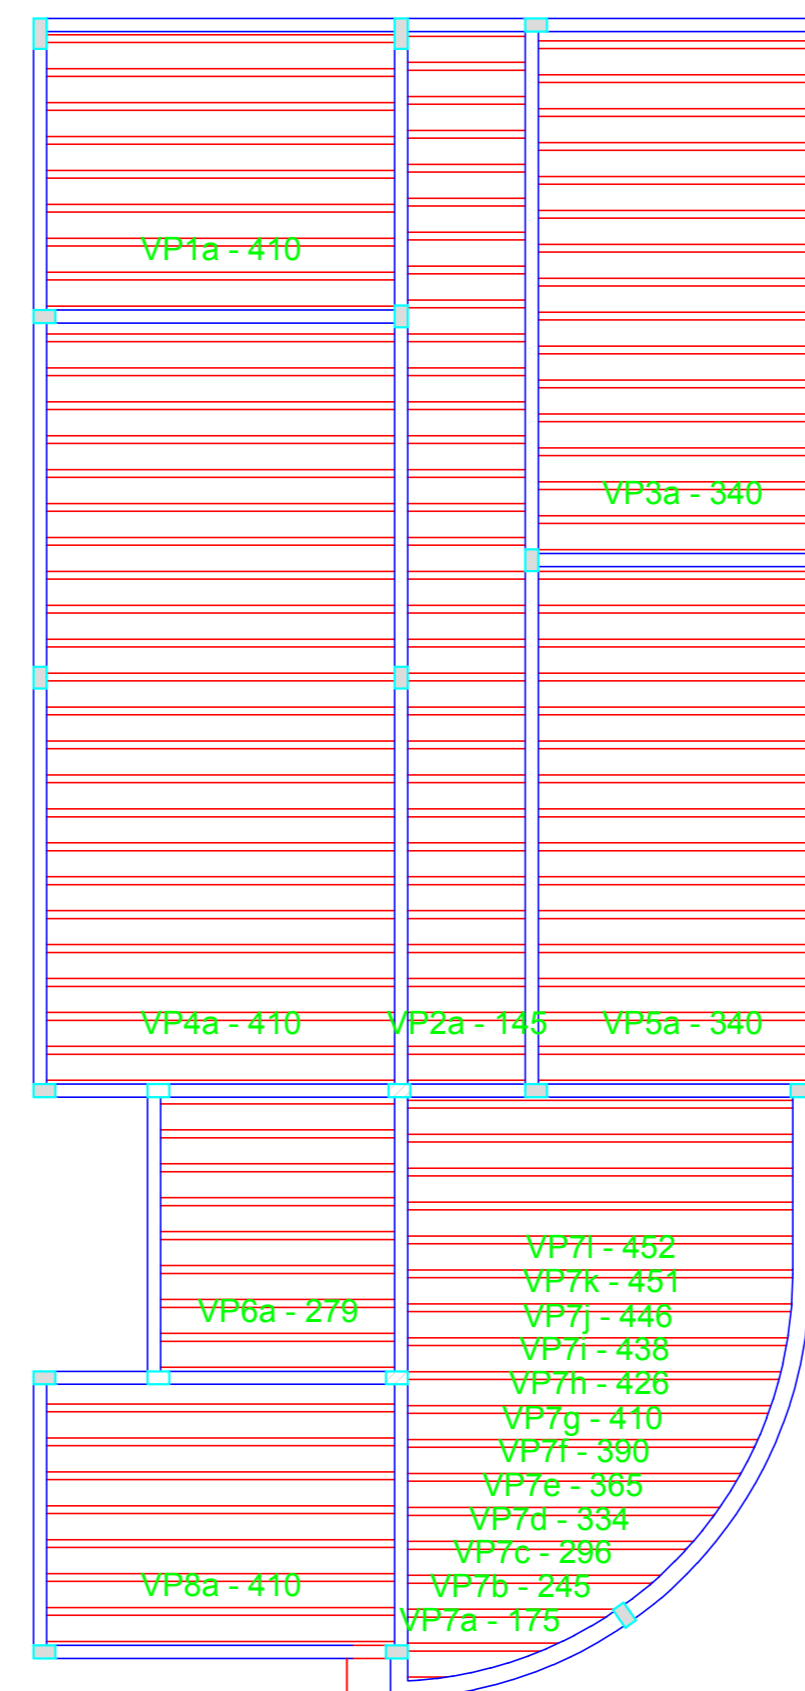 VP1a - 410
VP3a - 340
VP4a - 410
VP2a - 145
VP5a - 340
VP7l - 452
VP7k - 451
VP6a - 279
VP7j - 446
VP7i - 438
VP7h - 426
VP7g - 410
VP7f - 390
VP7e - 365
VP7d - 334
VP7c - 296
VP8a - 410
VP7b - 245
VP7a - 175